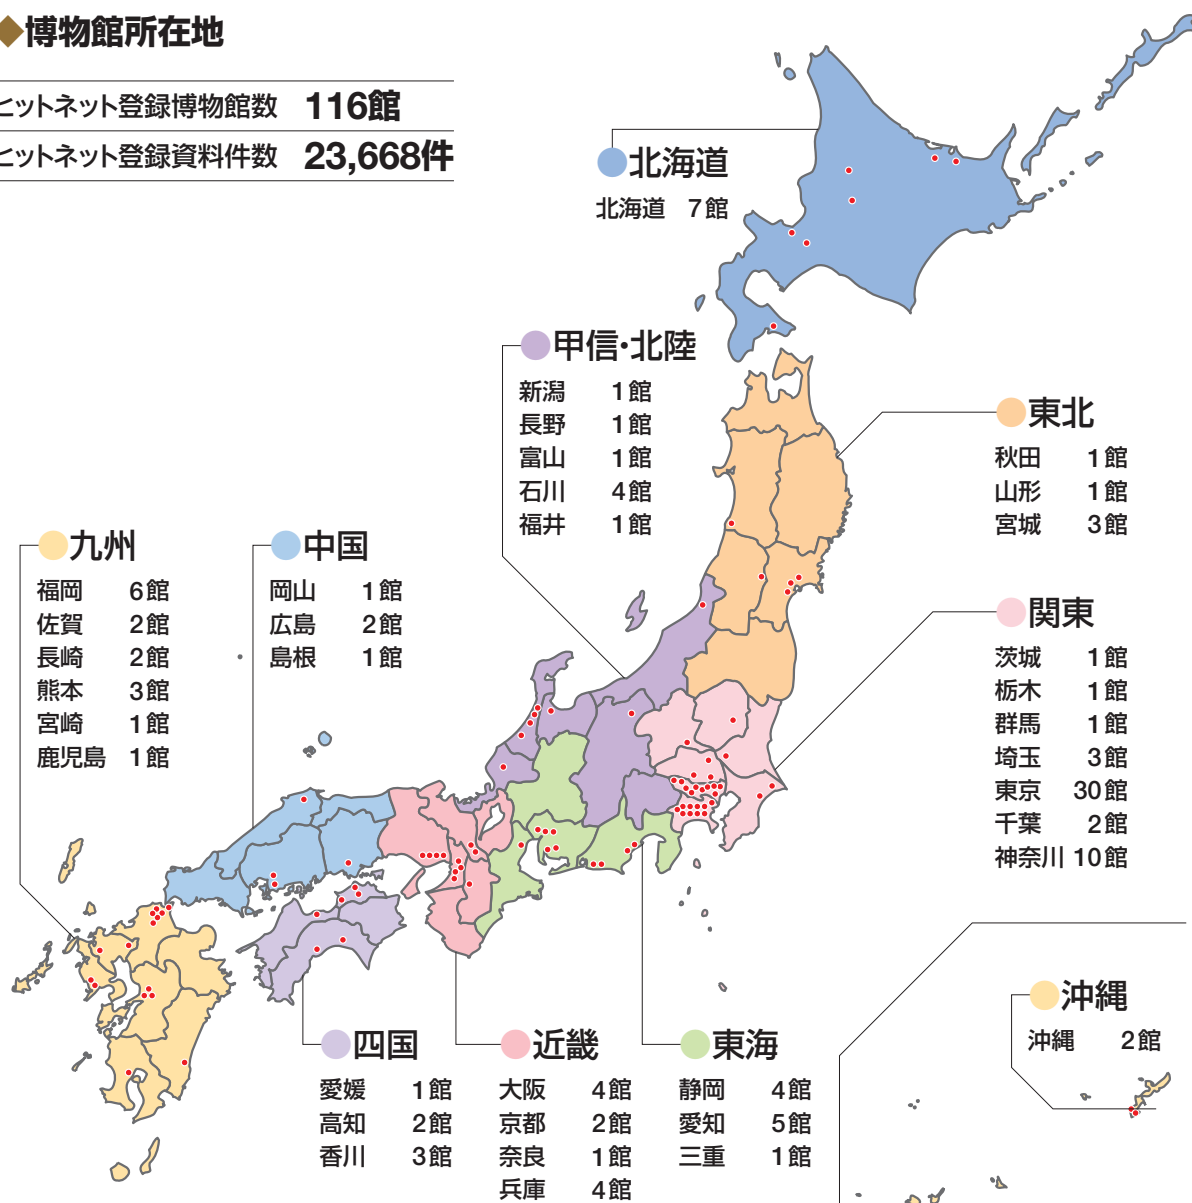 ◆博物館所在地
ヒットネット登録博物館数 116館
ヒットネット登録資料件数 23,668件
北海道
北海道 7館
甲信・北陸
新潟 1館
長野 1館
富山 1館
石川 4館
福井 1館
東北
秋田 1館
山形 1館
宮城 3館
九州
福岡 6館
佐賀 2館
長崎 2館
熊本 3館
宮崎 1館
鹿児島 1館
中国
岡山 1館
広島 2館
島根 1館
関東
茨城 1館
栃木 1館
群馬 1館
埼玉 3館
東京 30館
千葉 2館
神奈川 10館
四国
愛媛 1館
高知 2館
香川 3館
近畿
大阪 4館
京都 2館
奈良 1館
兵庫 4館
東海
静岡 4館
愛知 5館
三重 1館
沖縄
沖縄 2館